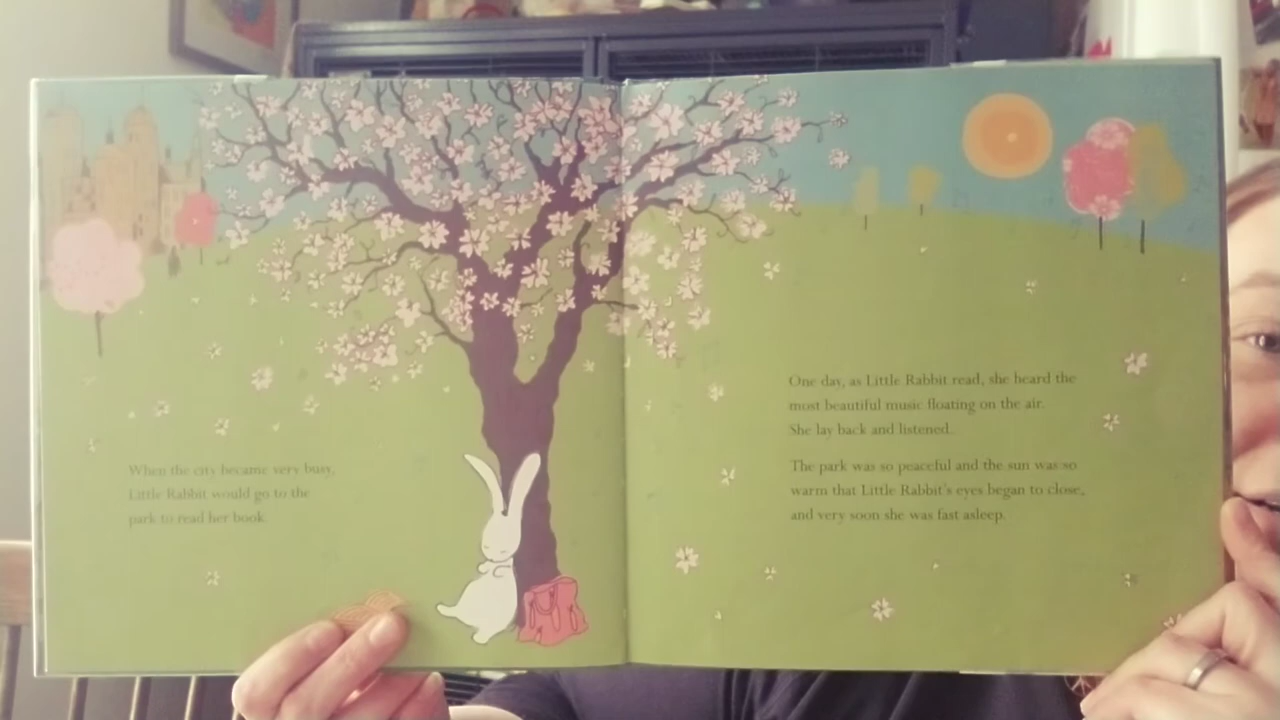 When the city became very busy,
Little Rabbit would go to the
park to read her book.
One day, as Little Rabbit read, she heard the
most beautiful music floating on the air.
She lay back and listened.
The park was so peaceful and the sun was so
warm that Little Rabbit's eyes began to close,
and very soon she was fast asleep.